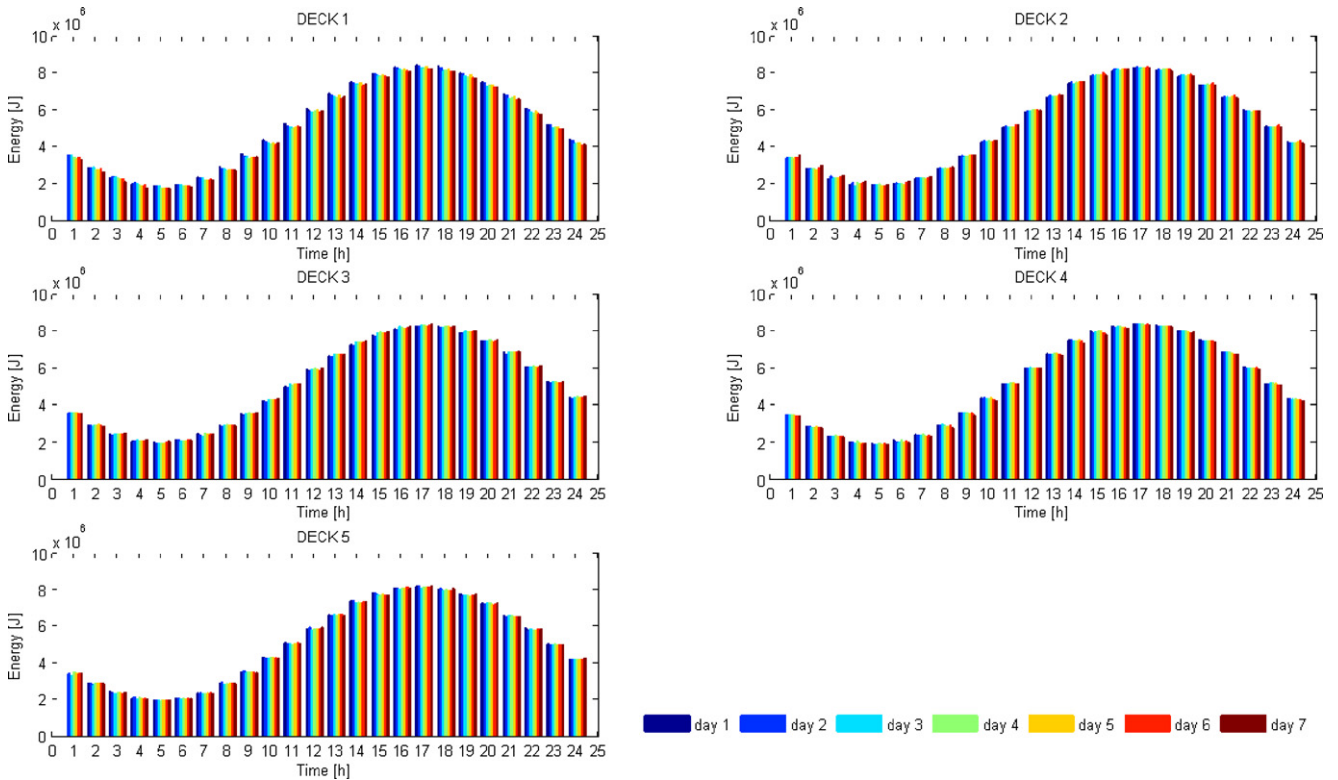 DECK 1
x 10 6
10
8
6
4
2
0
Energy [J]
0 1 2 3 4 5 6 7 8 9 10 11 12 13 14 15 16 17 18 19 20 21 22 23 24 25
Time [h]
DECK 2
x 10 6
10
8
6
4
2
0
Energy [J]
0 1 2 3 4 5 6 7 8 9 10 11 12 13 14 15 16 17 18 19 20 21 22 23 24 25
Time [h]
DECK 3
x 10 6
10
8
6
4
2
0
Energy [J]
0 1 2 3 4 5 6 7 8 9 10 11 12 13 14 15 16 17 18 19 20 21 22 23 24 25
Time [h]
DECK 4
x 10 6
10
8
6
4
2
0
Energy [J]
0 1 2 3 4 5 6 7 8 9 10 11 12 13 14 15 16 17 18 19 20 21 22 23 24 25
Time [h]
DECK 5
x 10 6
10
8
6
4
2
0
Energy [J]
0 1 2 3 4 5 6 7 8 9 10 11 12 13 14 15 16 17 18 19 20 21 22 23 24 25
Time [h]
day 1 day 2 day 3 day 4 day 5 day 6 day 7